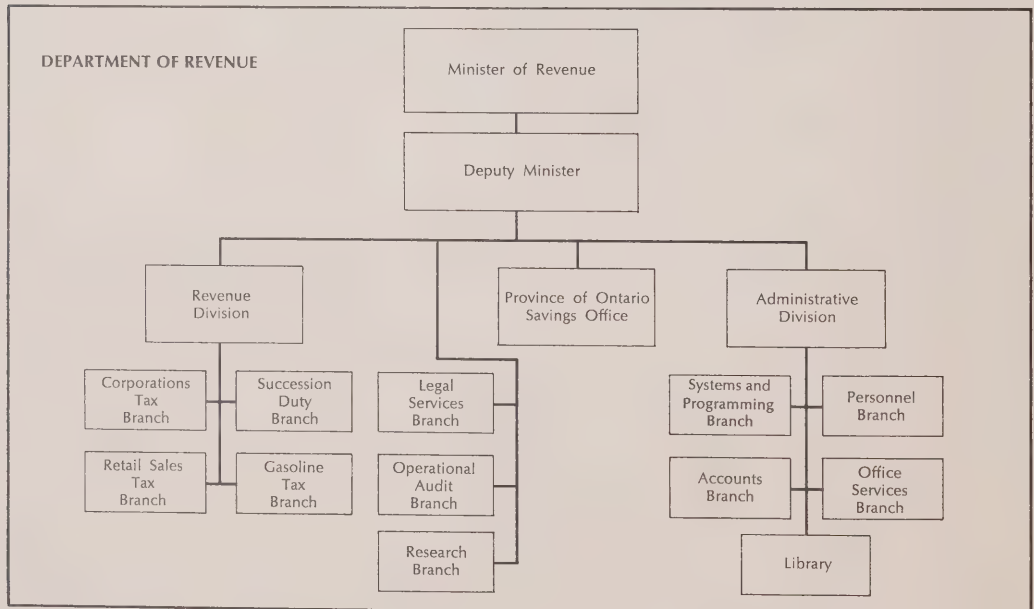 DEPARTMENT OF REVENUE
Minister of Revenue
Deputy Minister
Revenue
Division
Province of Ontario
Savings Office
Administrative
Division
Corporations
Tax
Branch
Succession
Duty
Branch
Retail Sales
Tax
Branch
Gasoline
Tax
Branch
Legal
Services
Branch
Operational
Audit
Branch
Research
Branch
Systems and
Programming
Branch
Personnel
Branch
Accounts
Branch
Office
Services
Branch
Library